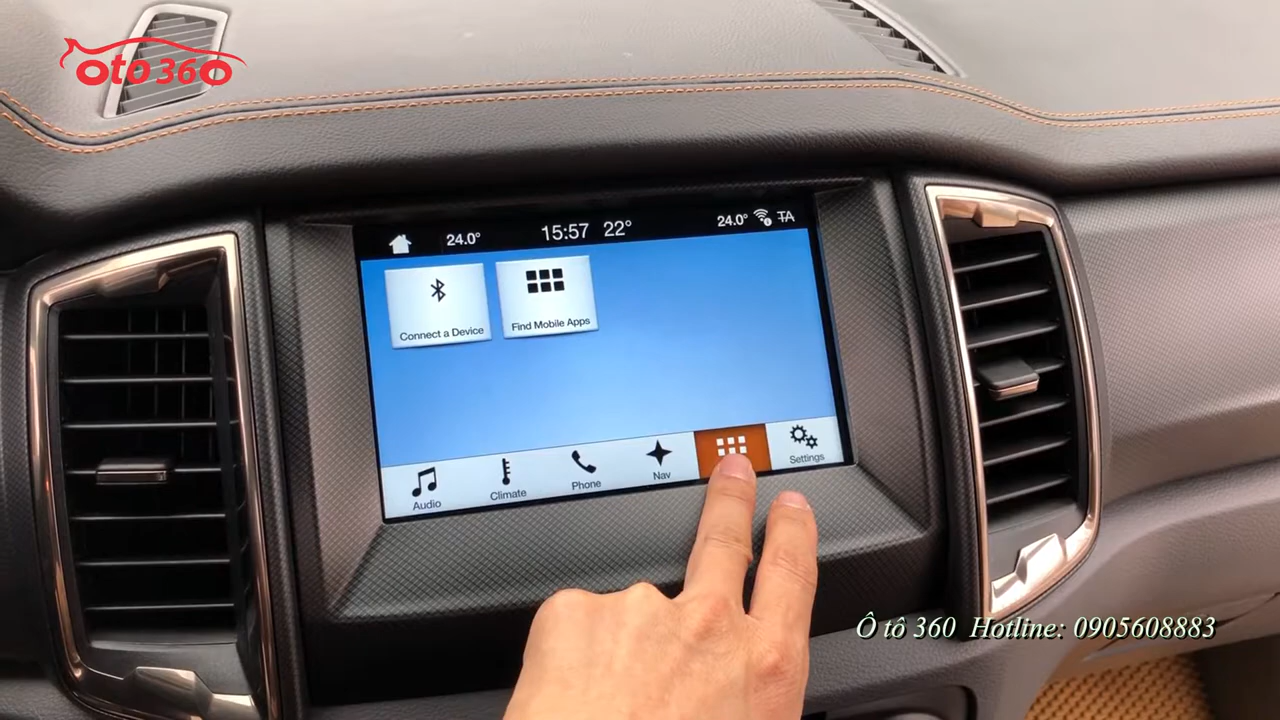 oto360
24.0°
15:57
22°
24.0°
TA
Connect a Device
Find Mobile Apps
Audio
Climate
Phone
Nav
Settings
Ô tô 360 Hotline: 0905608883